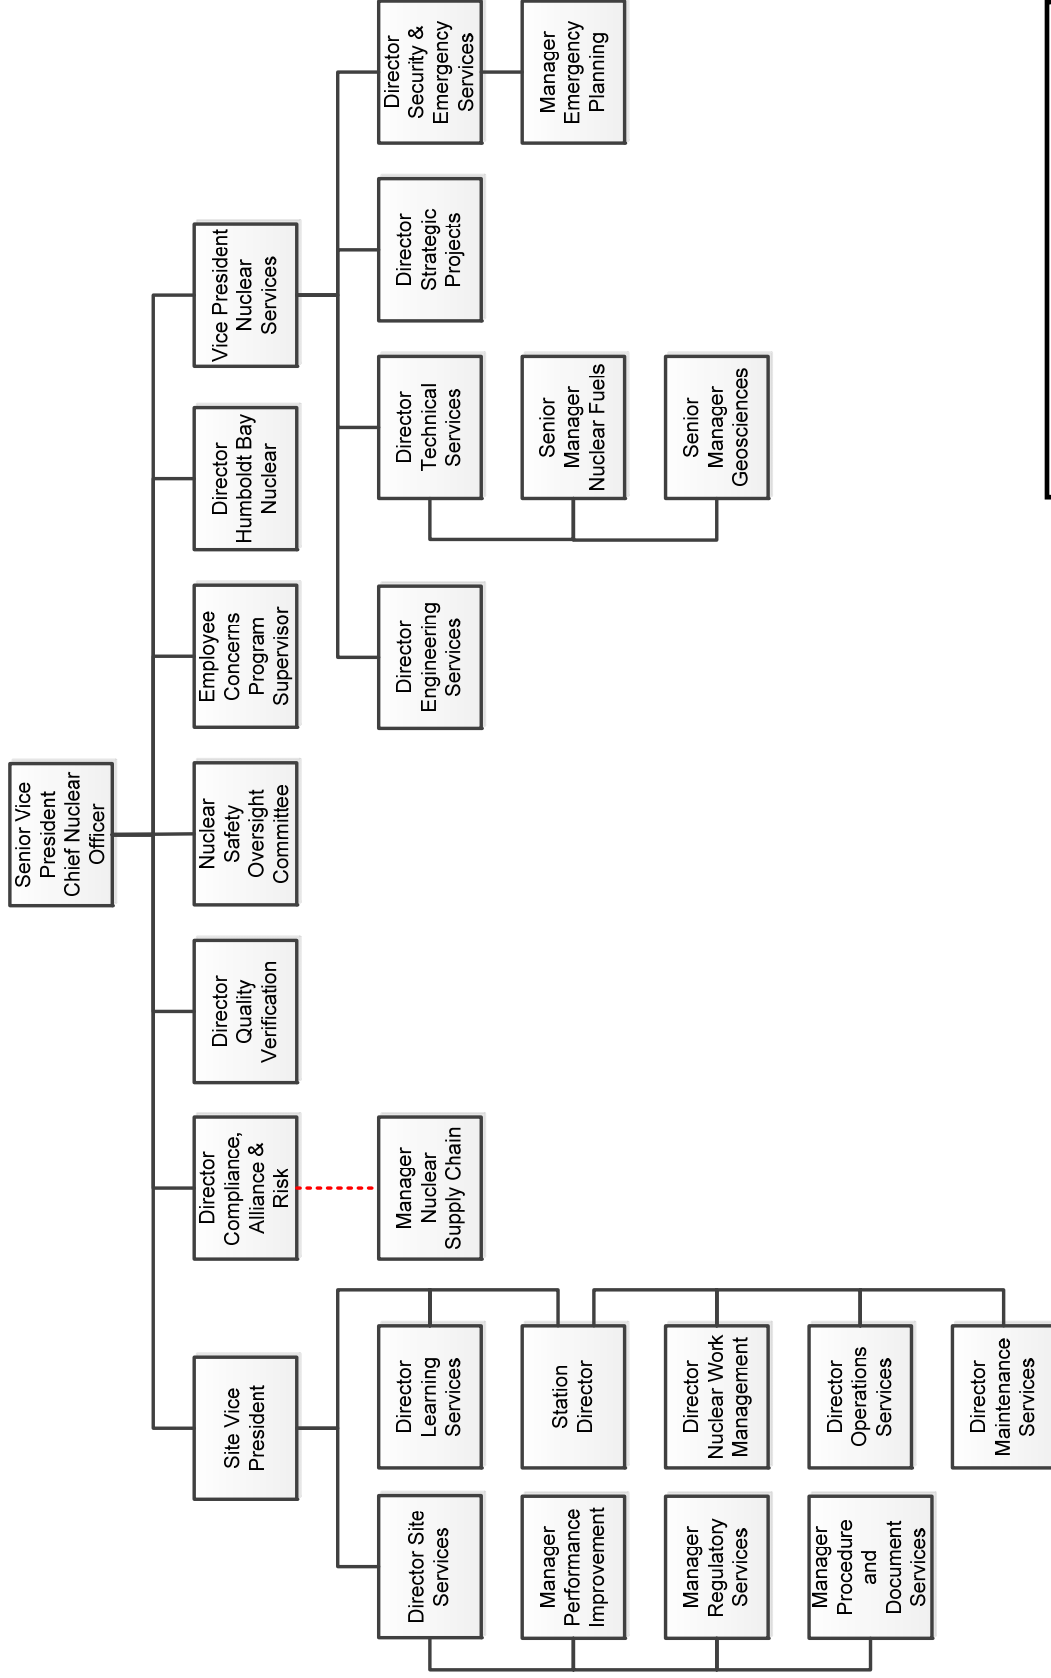 Senior Vice
President
Chief Nuclear
Officer
Site Vice
President
Director
Compliance,
Alliance &
Risk
Director
Quality
Verification
Nuclear
Safety
Oversight
Committee
Employee
Concerns
Program
Supervisor
Director
Humboldt Bay
Nuclear
Vice President
Nuclear
Services
Director Site
Services
Director
Learning
Services
Manager
Nuclear
Supply Chain
Director
Engineering
Services
Director
Technical
Services
Director
Strategic
Projects
Director
Security &
Emergency
Services
Manager
Performance
Improvement
Station
Director
Senior
Manager
Nuclear Fuels
Manager
Emergency
Planning
Manager
Regulatory
Services
Director
Nuclear Work
Management
Senior
Manager
Geosciences
Manager
Procedure
and
Document
Services
Director
Operations
Services
Director
Maintenance
Services